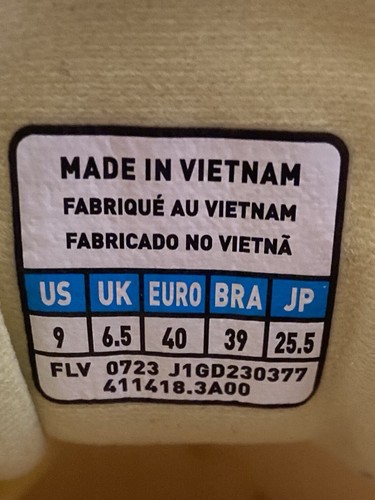 MADE IN VIETNAM
FABRIQUÉ AU VIETNAM
FABRICADO NO VIETNÃ
US UK EURO BRA JP
9 6.5 40 39 25.5
FLV 0723 J1GD230377
411418.3A00